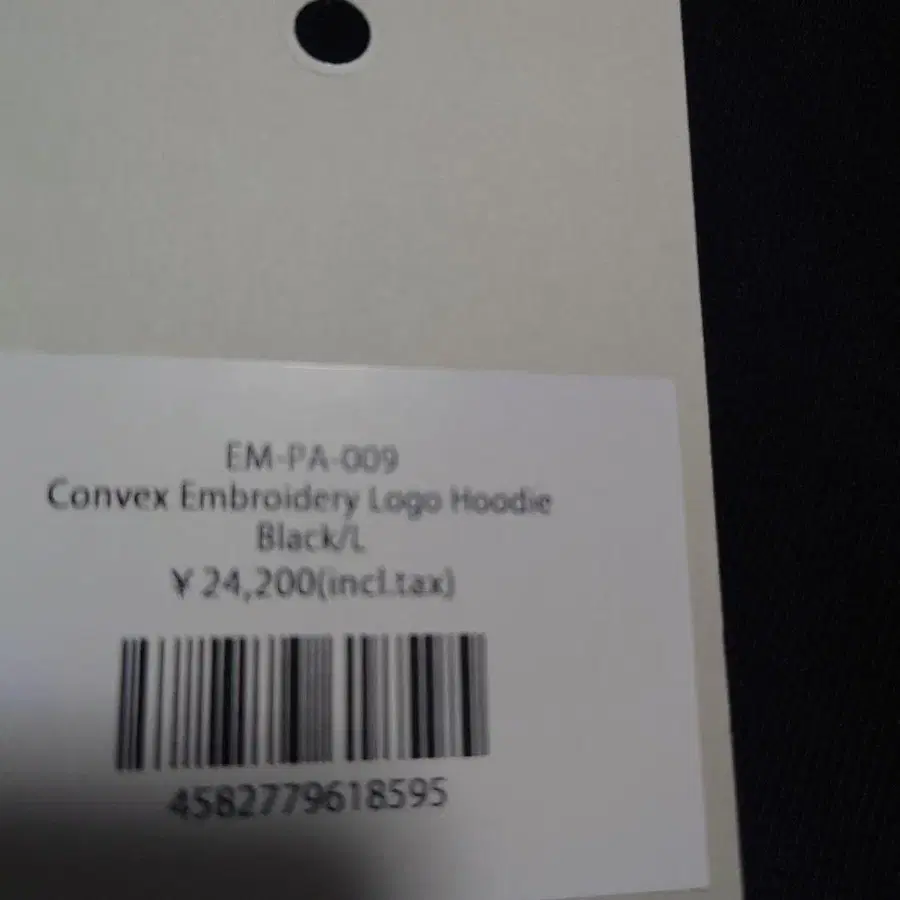 EM-PA-009
Convex Embroidery Logo Hoodie
Black/L
¥24,200(incl.tax)
4582779618595